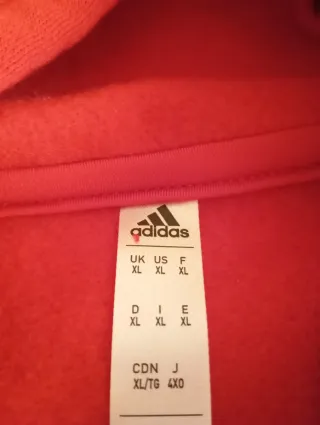 adidas
UK US F
XL XL XL
D I E
XL XL XL
CDN J
XL/TG 4XO